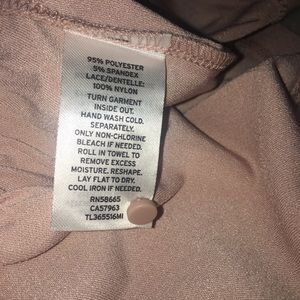 95% POLYESTER
5% SPANDEX
LACE/DENTELLE:
100% NYLON
TURN GARMENT
INSIDE OUT.
HAND WASH COLD.
SEPARATELY.
ONLY NON-CHLORINE
BLEACH IF NEEDED.
ROLL IN TOWEL TO
REMOVE EXCESS
MOISTURE. RESHAPE.
LAY FLAT TO DRY.
COOL IRON IF NEEDED.
RN58665
CA57963
TL365516MI